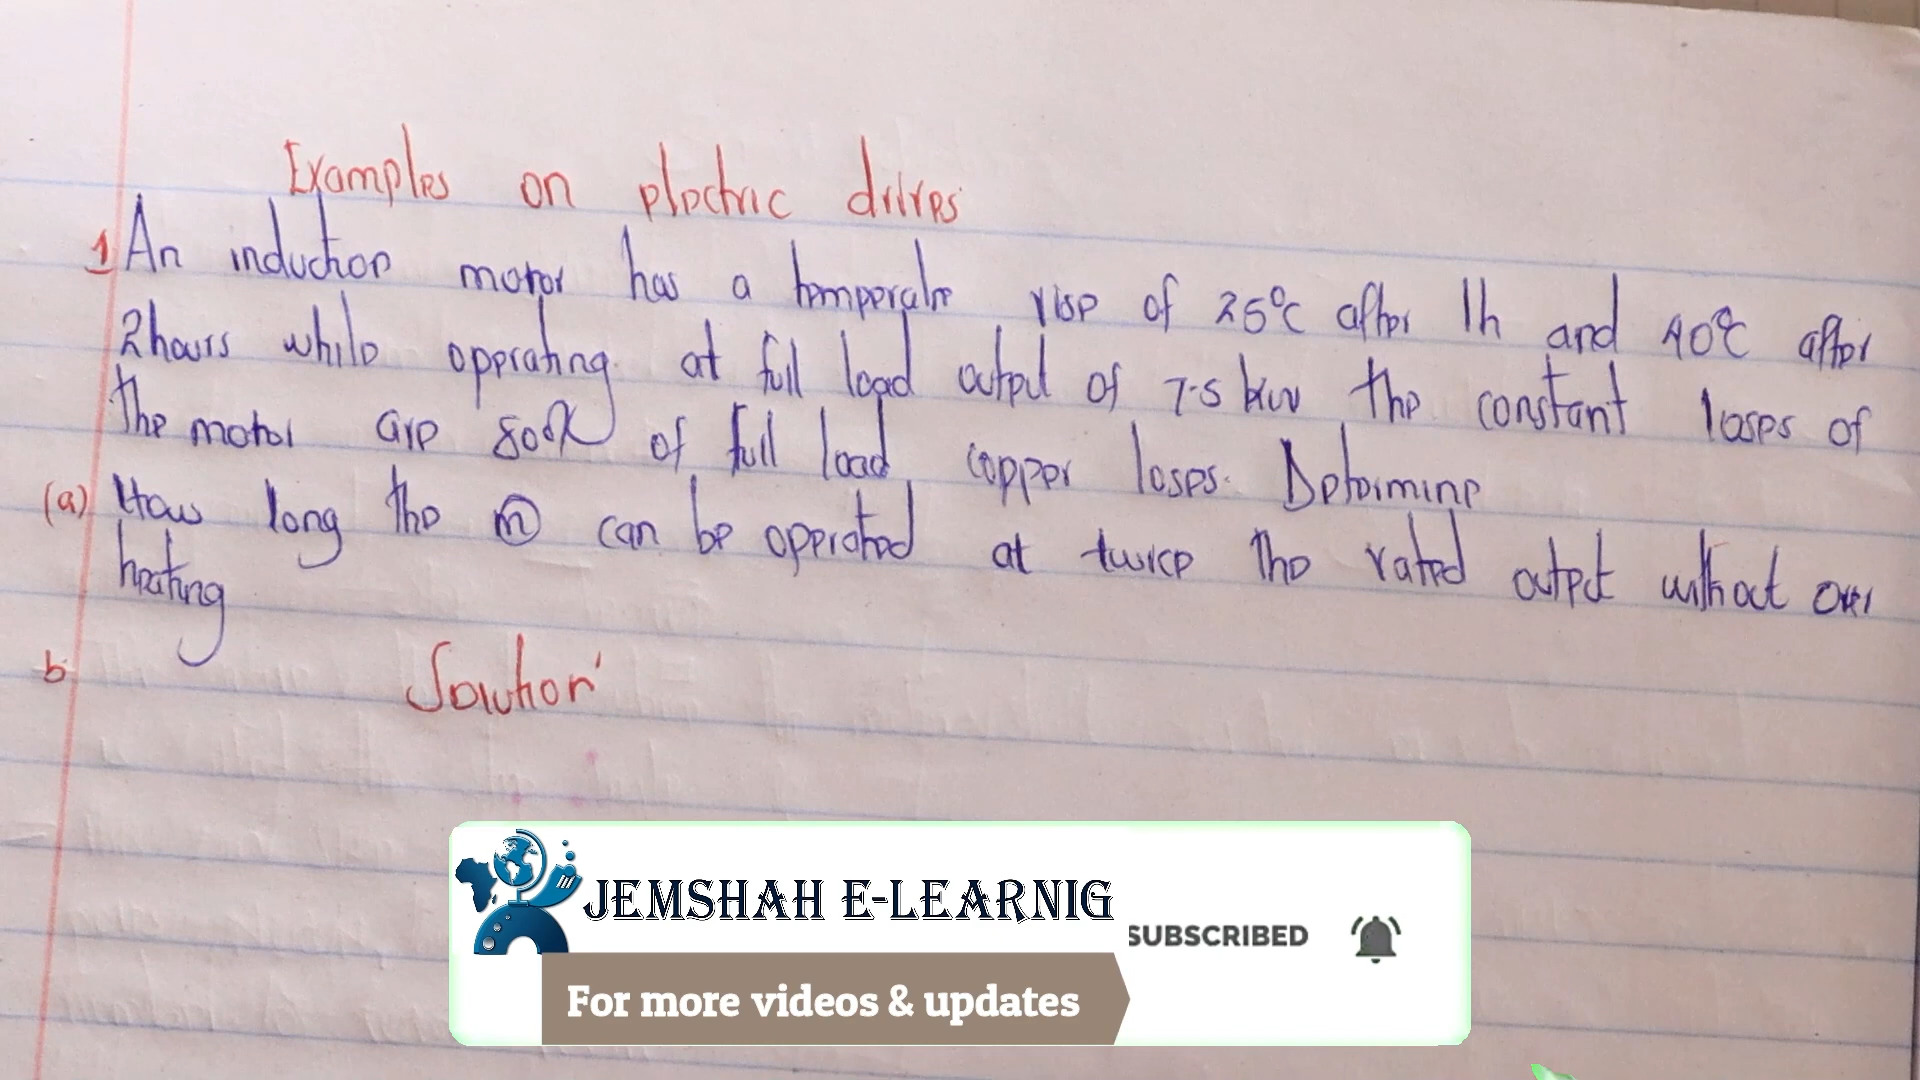 Examples on electric drives
1 An induction motor has a temperature rise of 25°C after 1h and 40°C after
2hours while operating at full load output of 7.5 kw the constant losses of
The motor are 80% of full load copper losses. Determine
(a) How long the m can be operated at twice the rated output without over
heating
b Solution
JEMSHAH E-LEARNIG
SUBSCRIBED
For more videos & updates